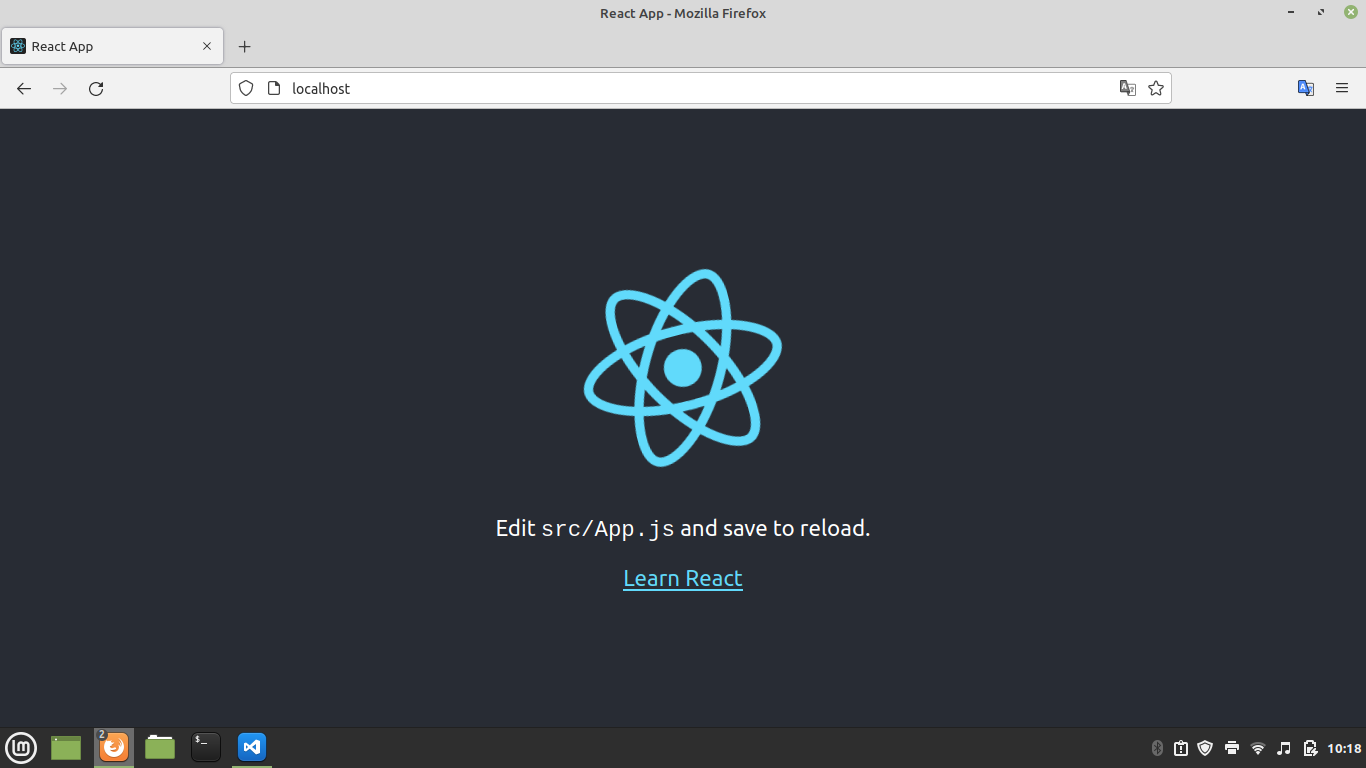 React App - Mozilla Firefox
React App
localhost
Edit src/App.js and save to reload.
Learn React
2
$_
10:18